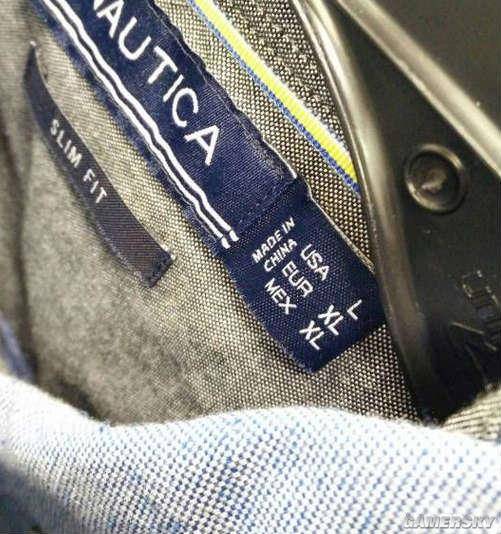 NAUTICA
SLIM FIT
MADE IN
CHINA
USA L
EUR XL
MEX XL
GAMERSKY